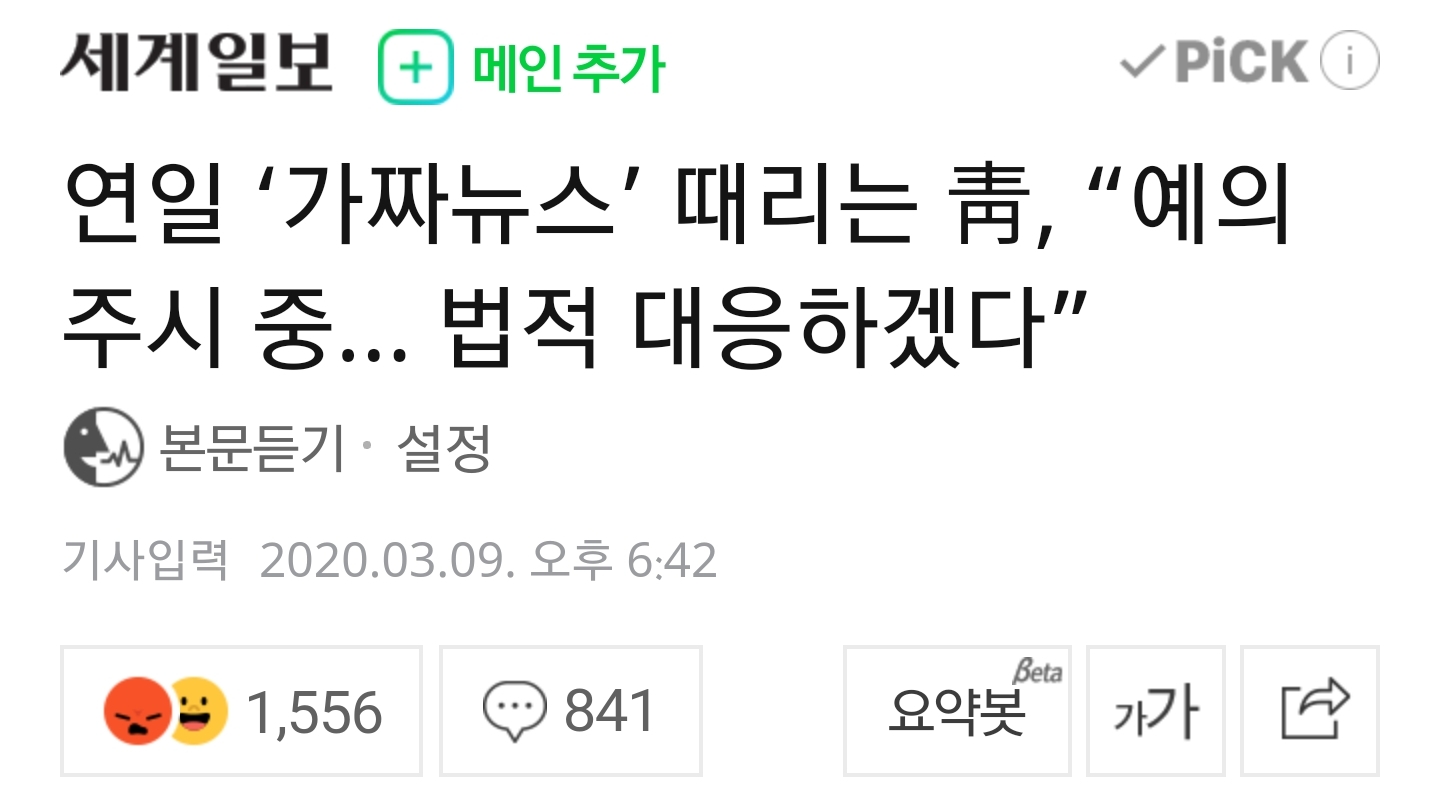 세계일보 메인 추가 PiCK i
연일 ‘가짜뉴스’ 때리는 靑, “예의
주시 중… 법적 대응하겠다”
본문듣기 · 설정
기사입력 2020.03.09. 오후 6:42
1,556 841 요약봇 Beta 가가